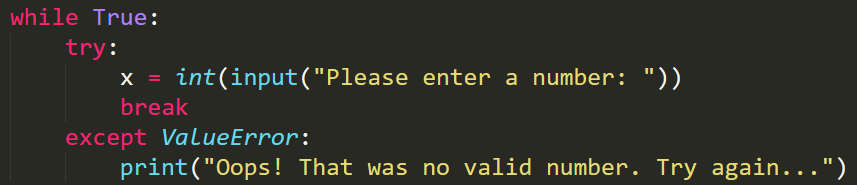 while True:
    try:
        x = int(input("Please enter a number: "))
        break
    except ValueError:
        print("Oops! That was no valid number. Try again...")